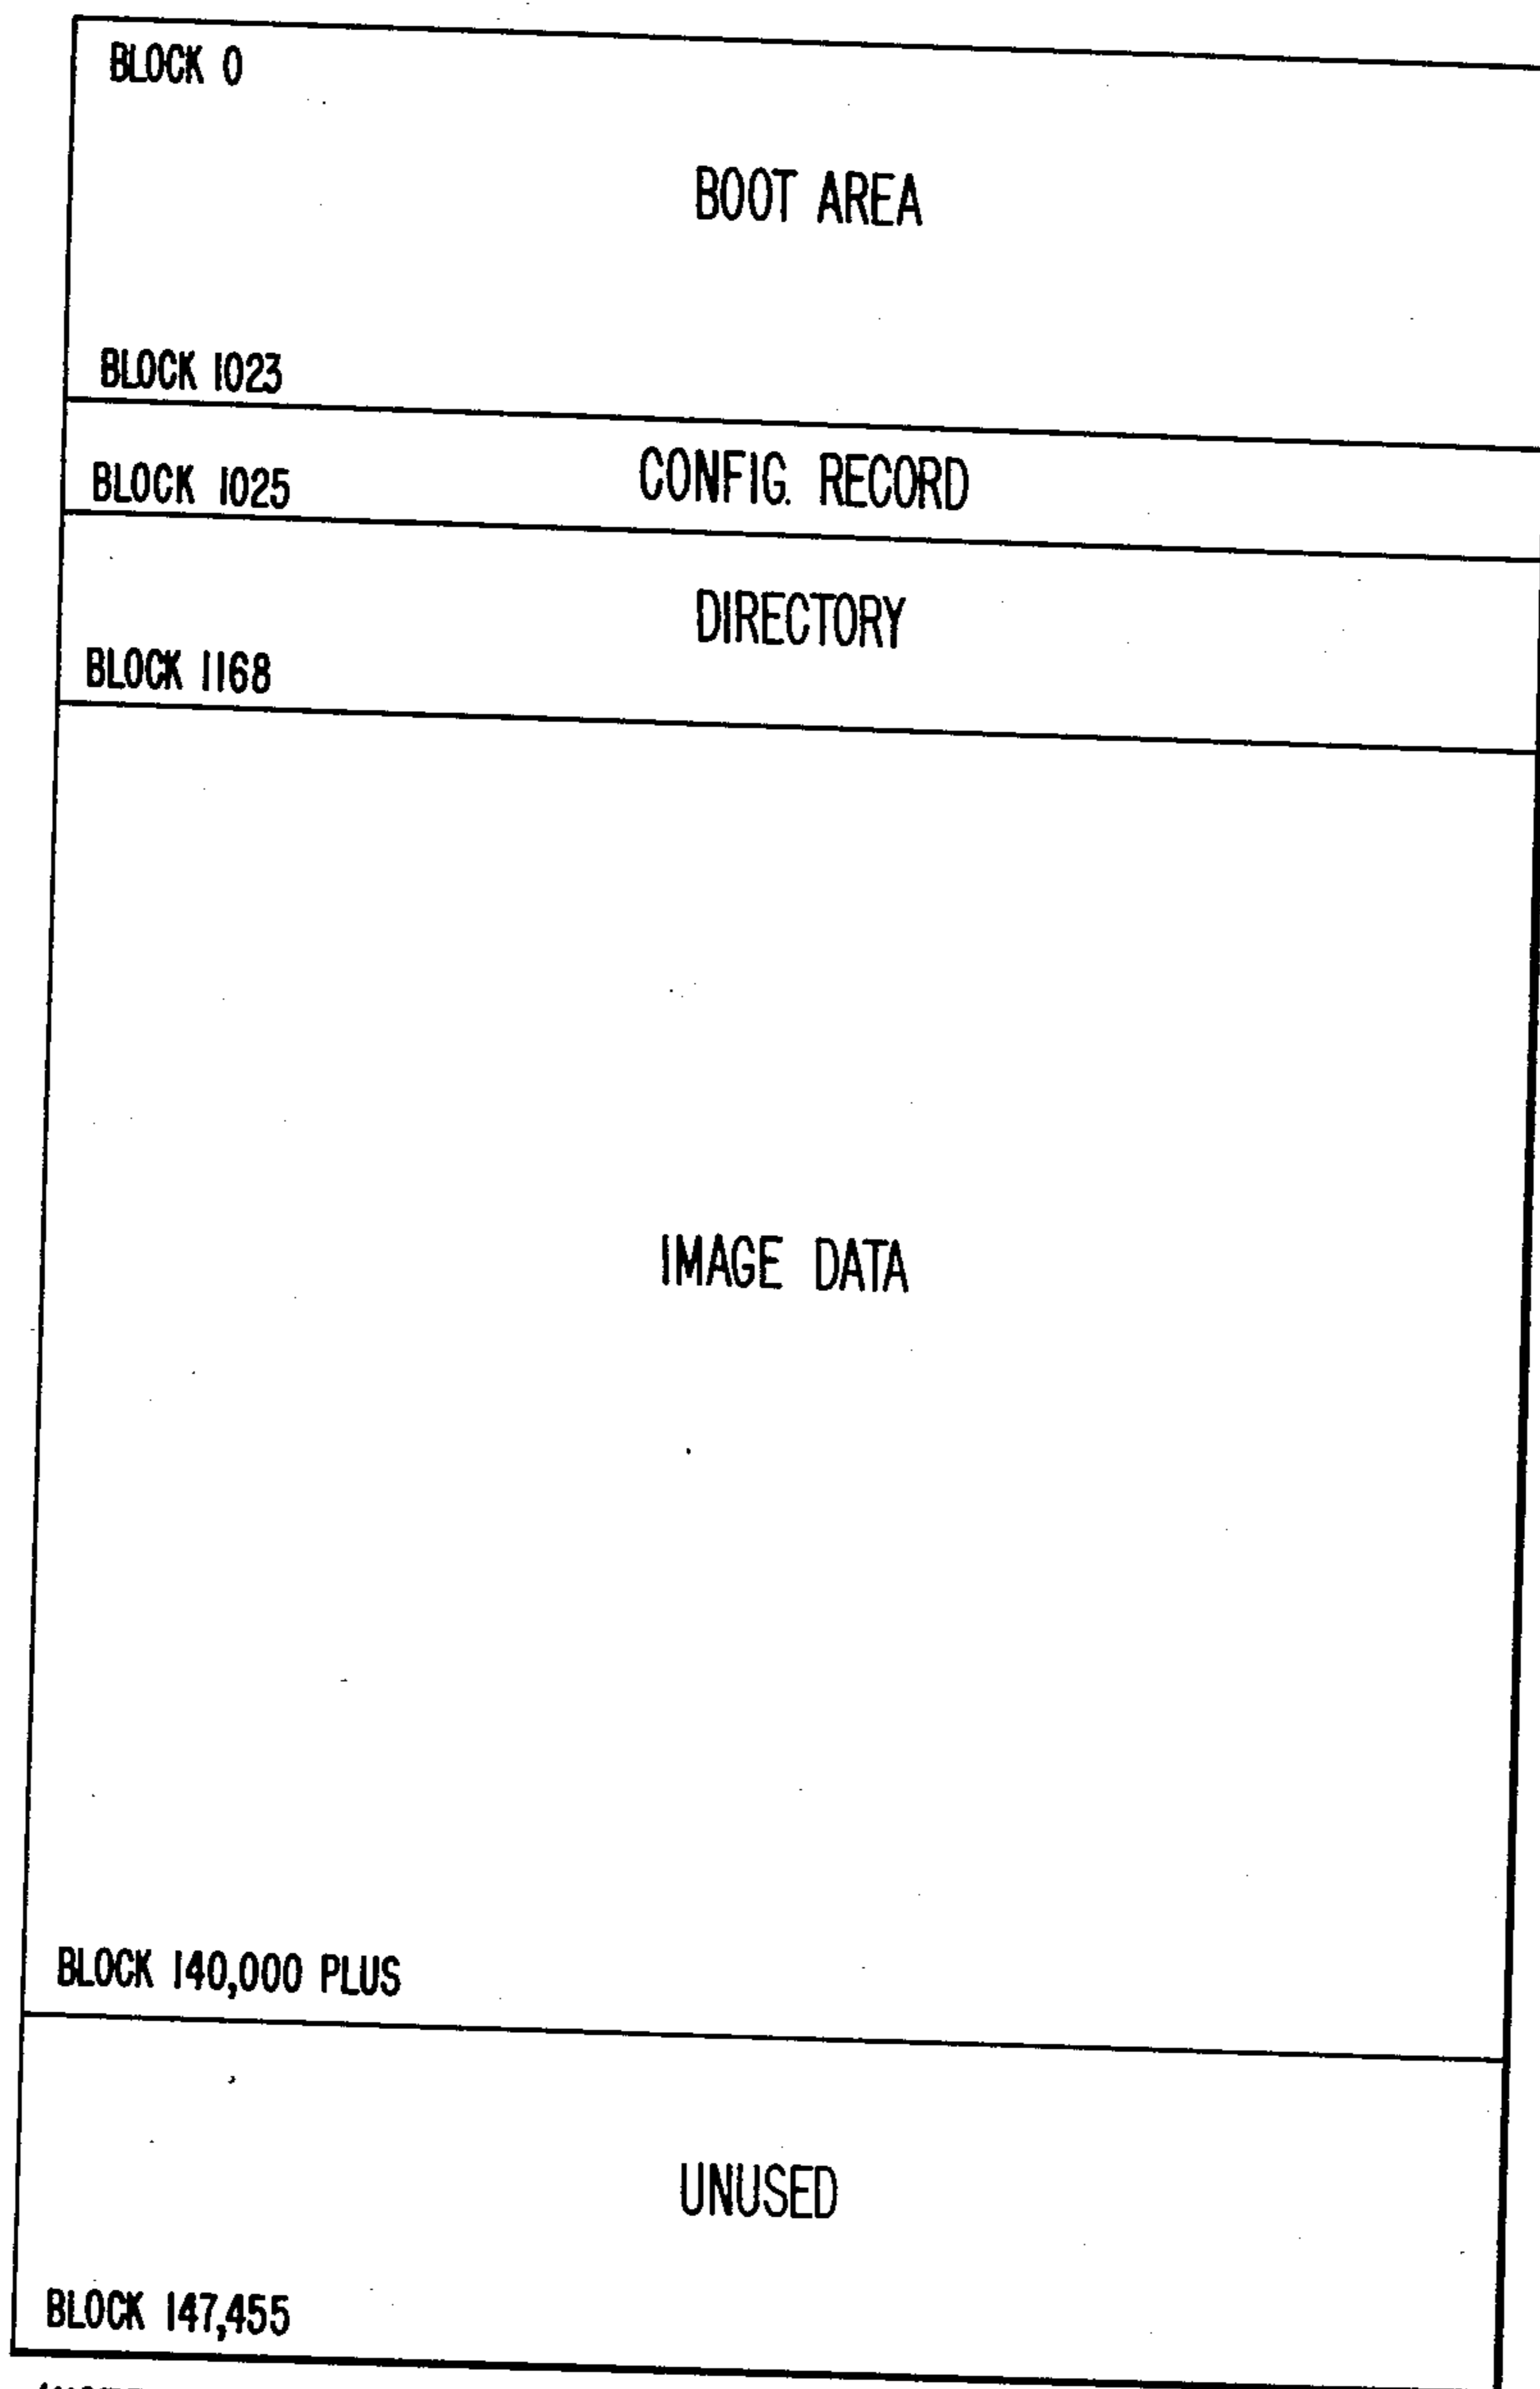 BLOCK 0
BOOT AREA
BLOCK 1023
CONFIG. RECORD
BLOCK 1025
DIRECTORY
BLOCK 1168
IMAGE DATA
BLOCK 140,000 PLUS
UNUSED
BLOCK 147,455